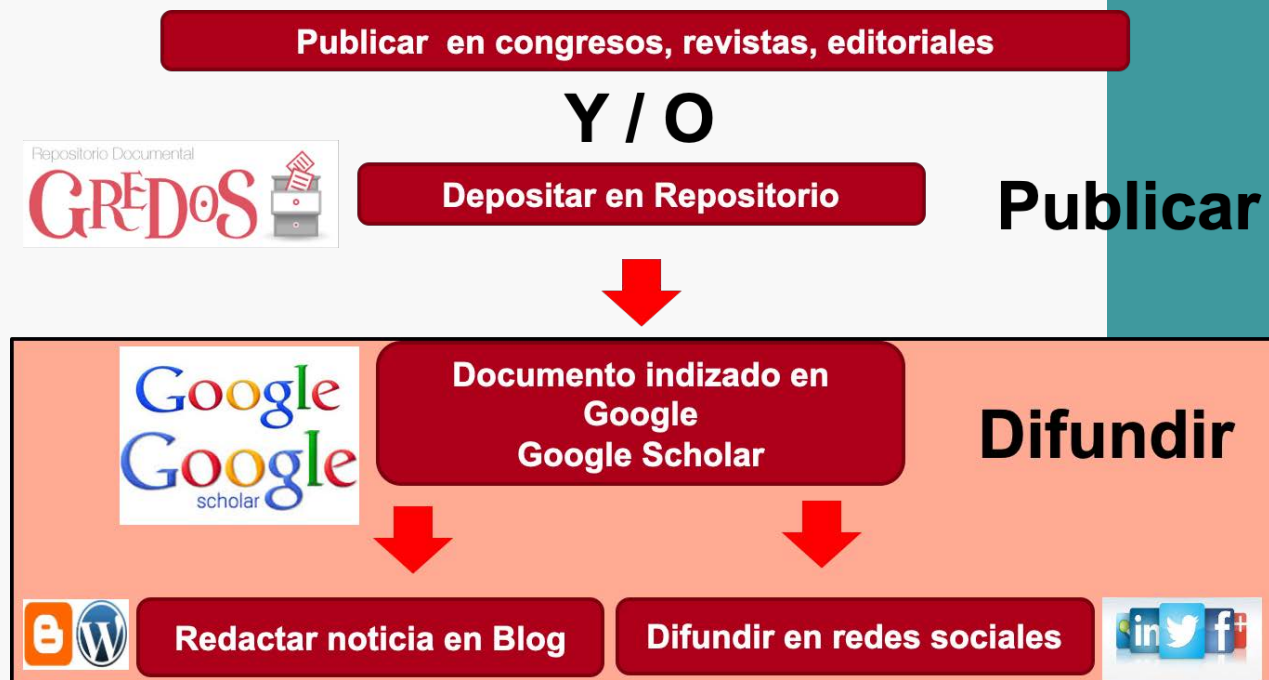 Publicar en congresos, revistas, editoriales
Y / O
Repositorio Documental
GREDOS
Depositar en Repositorio
Publicar
Google
Google
scholar
Documento indizado en
Google
Google Scholar
Difundir
B W
Redactar noticia en Blog
Difundir en redes sociales
in f +